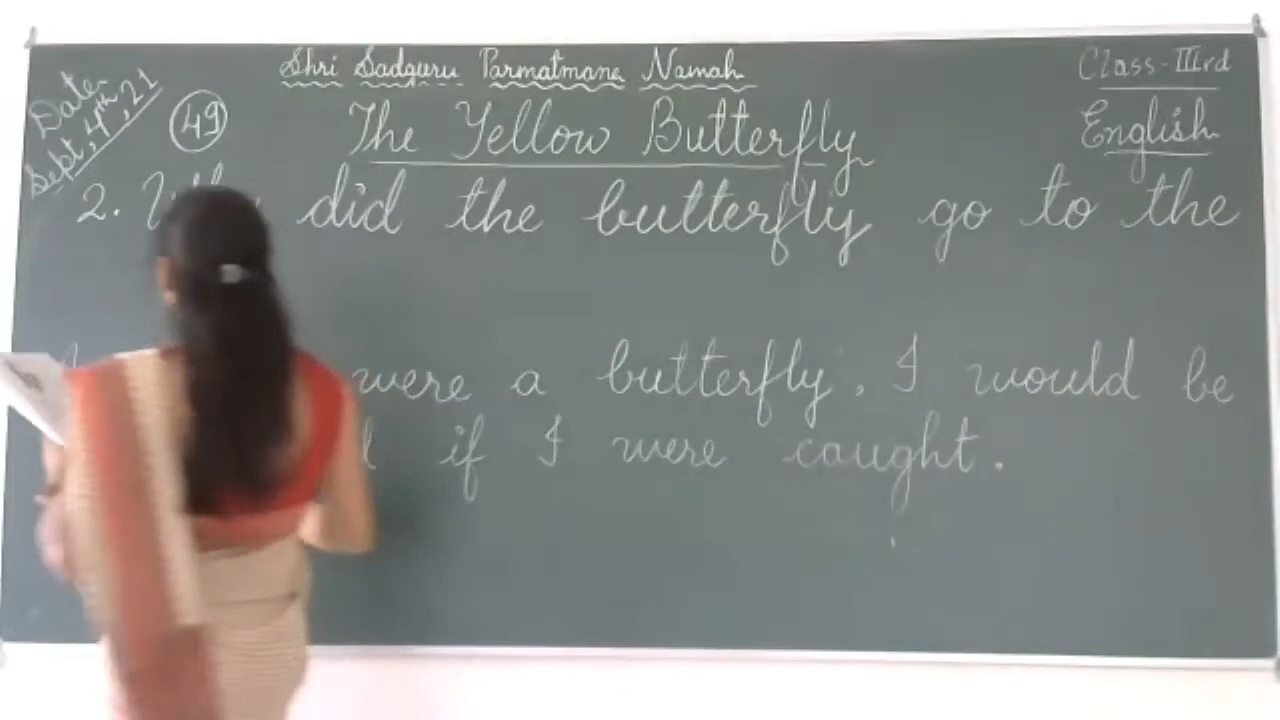 Shri Sadguru Parmatmane Namah
Date-
Sept, 4th, 21
Class-IIIrd
English
49
The Yellow Butterfly
2. did the butterfly go to the
were a butterfly, I would be
if I were caught.